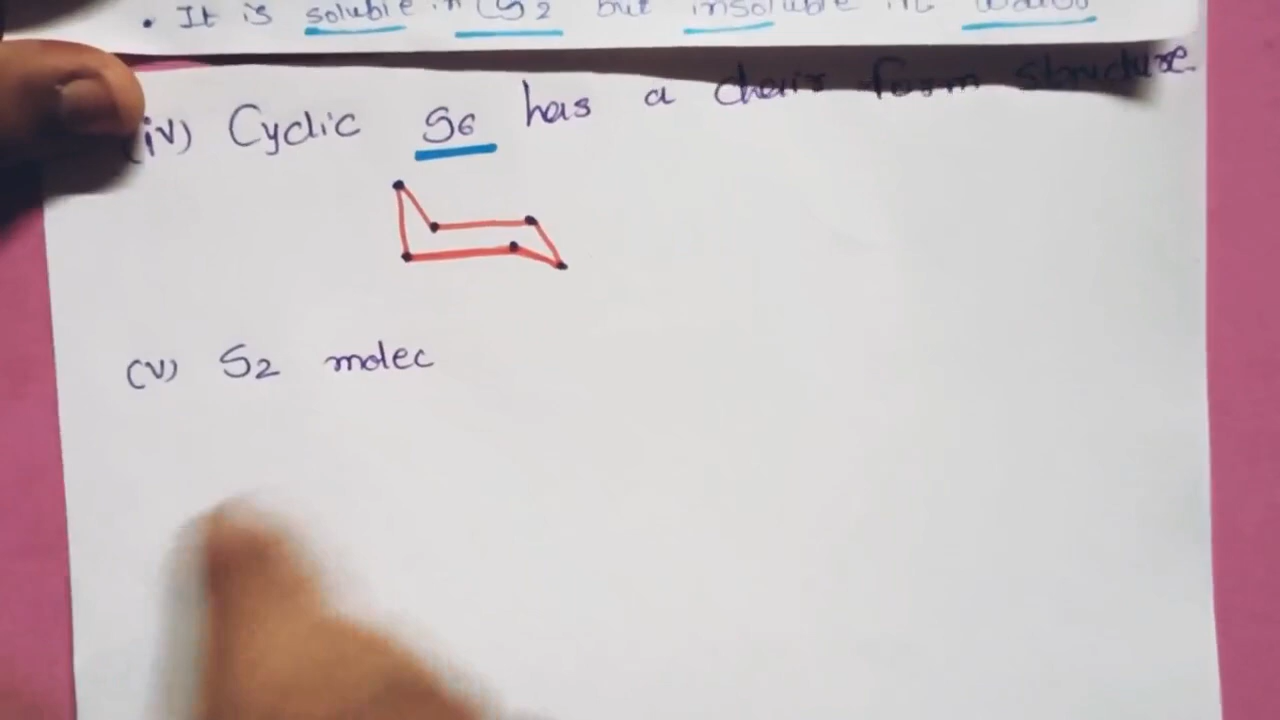 • It is soluble in CS2 but insoluble in water
(iv) Cyclic S6 has a chair form structure.
(v) S2 molec